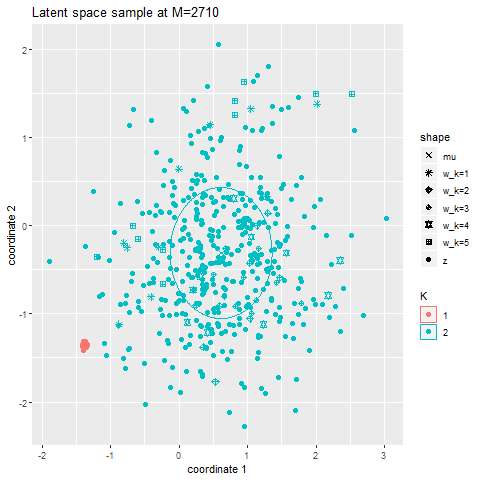 Latent space sample at M=2710
coordinate 2
2
1
0
-1
-2
-2
-1
0
1
2
3
coordinate 1
shape
mu
w_k=1
w_k=2
w_k=3
w_k=4
w_k=5
z
K
1
2